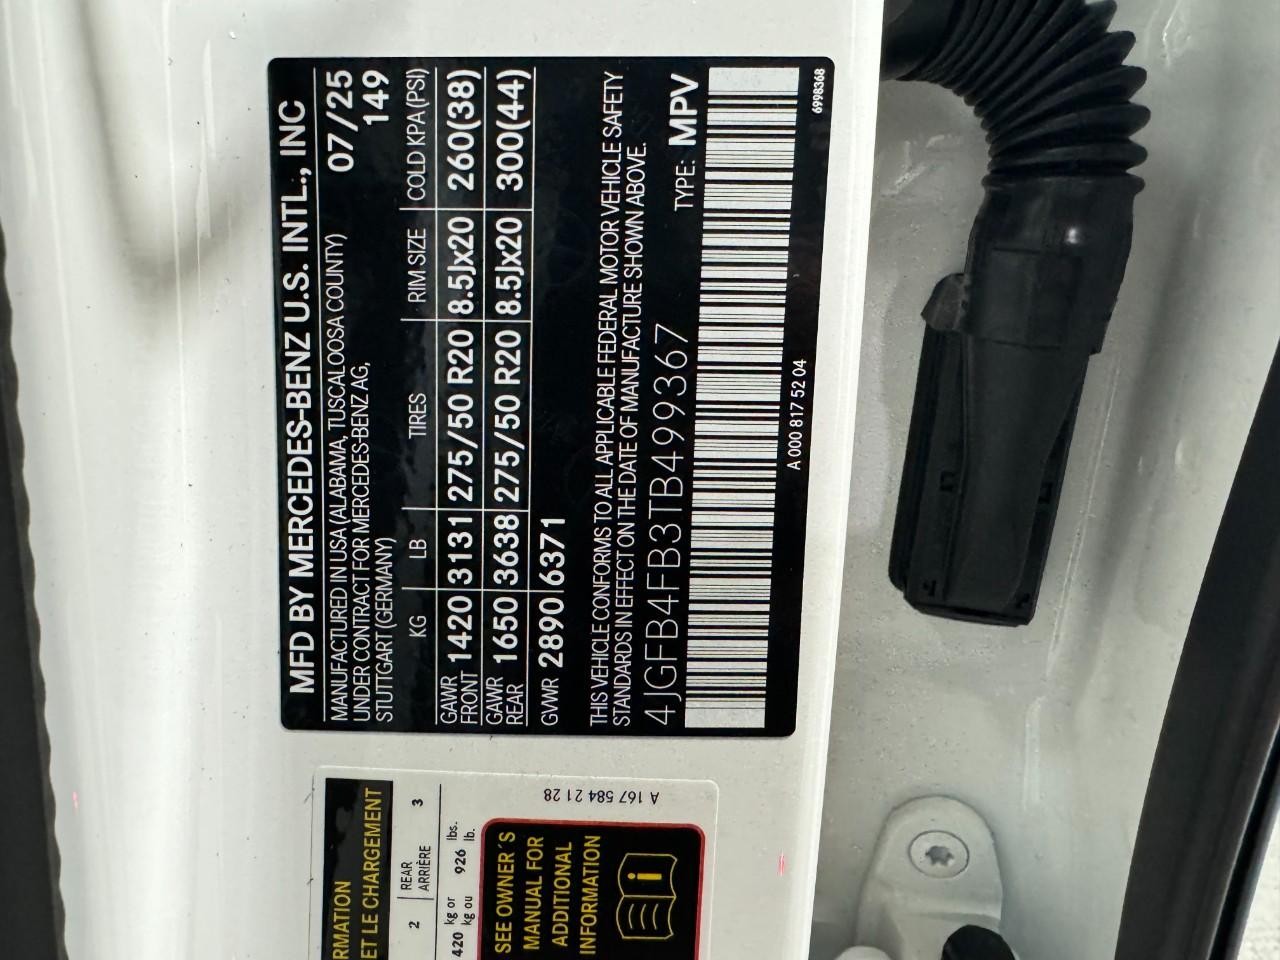 MFD BY MERCEDES-BENZ U.S. INTL., INC
MANUFACTURED IN USA (ALABAMA, TUSCALOOSA COUNTY) 07/25
UNDER CONTRACT FOR MERCEDES-BENZ AG, 149
STUTTGART (GERMANY)
KG LB TIRES RIM SIZE COLD KPA (PSI)
GAWR FRONT 1420 3131 275/50 R20 8.5Jx20 260(38)
GAWR REAR 1650 3638 275/50 R20 8.5Jx20 300(44)
GVWR 2890 6371
THIS VEHICLE CONFORMS TO ALL APPLICABLE FEDERAL MOTOR VEHICLE SAFETY
STANDARDS IN EFFECT ON THE DATE OF MANUFACTURE SHOWN ABOVE.
4JGFB4FB3TB499367 TYPE: MPV
A 000 817 52 04
6998368
RMATION
ET LE CHARGEMENT
2 REAR ARRIÈRE 3
420 kg or 926 lbs.
kg ou lb.
SEE OWNER'S
MANUAL FOR
ADDITIONAL
INFORMATION
i
A 167 584 21 28